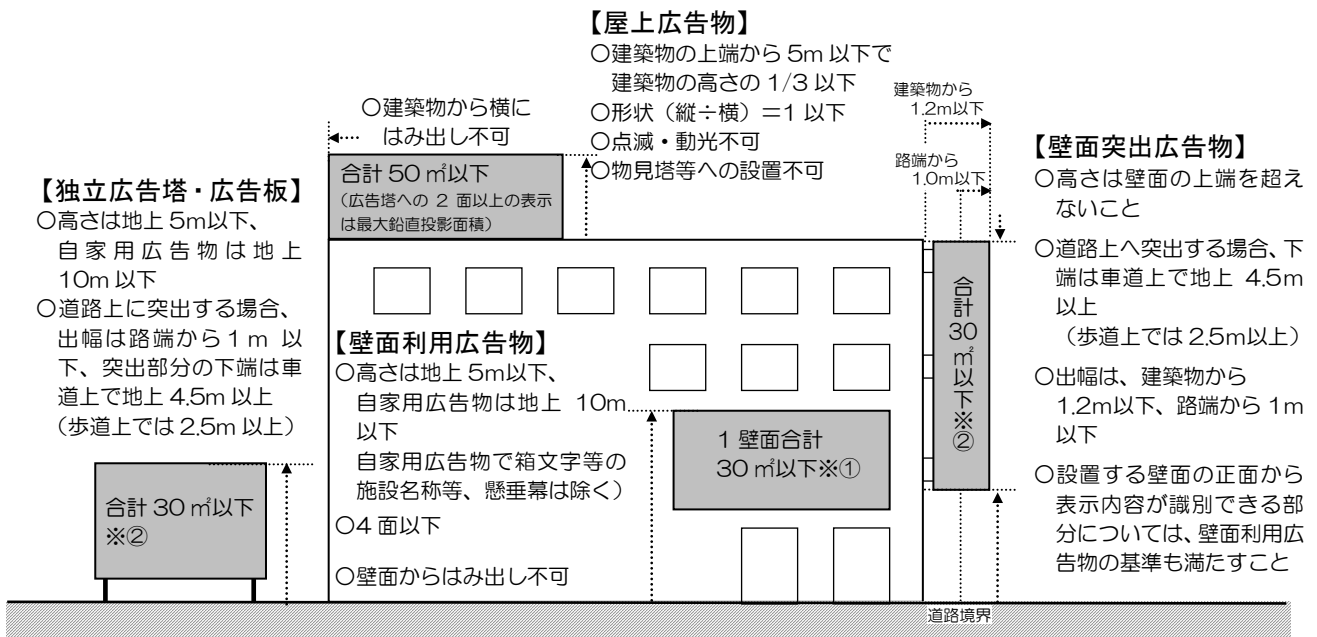 【屋上広告物】
〇建築物の上端から 5m 以下で
建築物の高さの 1/3 以下
〇形状（縦÷横）＝1 以下
〇点滅・動光不可
〇物見塔等への設置不可
〇建築物から横に
はみ出し不可
合計 50 ㎡以下
（広告塔への 2 面以上の表示
は最大鉛直投影面積）
【独立広告塔・広告板】
〇高さは地上 5m以下、
自家用広告物は地上
10m 以下
〇道路上に突出する場合、
出幅は路端から1 m 以
下、突出部分の下端は車
道上で地上 4.5m 以上
（歩道上では 2.5m 以上）
合計 30 ㎡以下
※②
【壁面利用広告物】
〇高さは地上 5m以下、
自家用広告物は地上 10m
以下
自家用広告物で箱文字等の
施設名称等、懸垂幕は除く）
〇4 面以下
〇壁面からはみ出し不可
1 壁面合計
30 ㎡以下※①
建築物から
1.2m以下
路端から
1.0m以下
合計30㎡以下※②
道路境界
【壁面突出広告物】
〇高さは壁面の上端を超え
ないこと
〇道路上へ突出する場合、下
端は車道上で地上 4.5m
以上
（歩道上では 2.5m以上）
〇出幅は、建築物から
1.2m以下、路端から 1m
以下
〇設置する壁面の正面から
表示内容が識別できる部
分については、壁面利用広
告物の基準も満たすこと